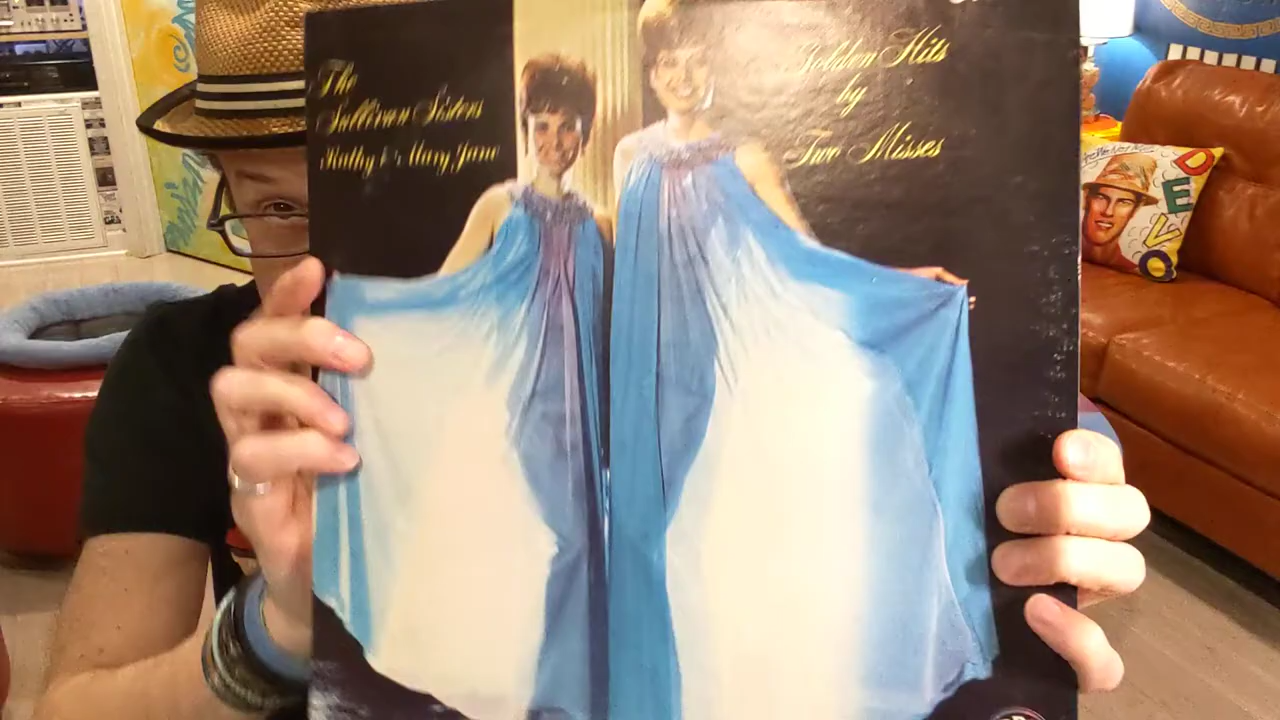 The
Sullivan Sisters
Kathy & Mary Jane
Golden Hits
by
Two Misses
DEVO